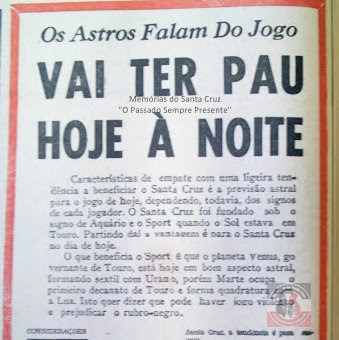 Os Astros Falam Do Jogo
VAI TER PAU
Memórias do Santa Cruz
"O Passado Sempre Presente"
HOJE À NOITE
Características de empate com uma ligeira ten-
dência a beneficiar o Santa Cruz é a previsão astral
para o jogo de hoje, dependendo, todavia, dos signos
de cada jogador. O Santa Cruz foi fundado sob o
signo de Aquário e o Sport quando o Sol estava em
Touro. Partindo daí a vantagem é para o Santa Cruz
no dia de hoje.
O que beneficia o Sport é que o planeta Venus, go
vernante de Touro, está hoje em bom aspecto astral,
formando sextil com Urano, porém Marte ocupa o
primeiro decanato de Touro e forma quadratura à
a Lua. Isto quer dizer que pode haver jogo violento
e prejudicar o rubro-negro.
CONSIDERAÇÕES
Santa Cruz, a tendência é para